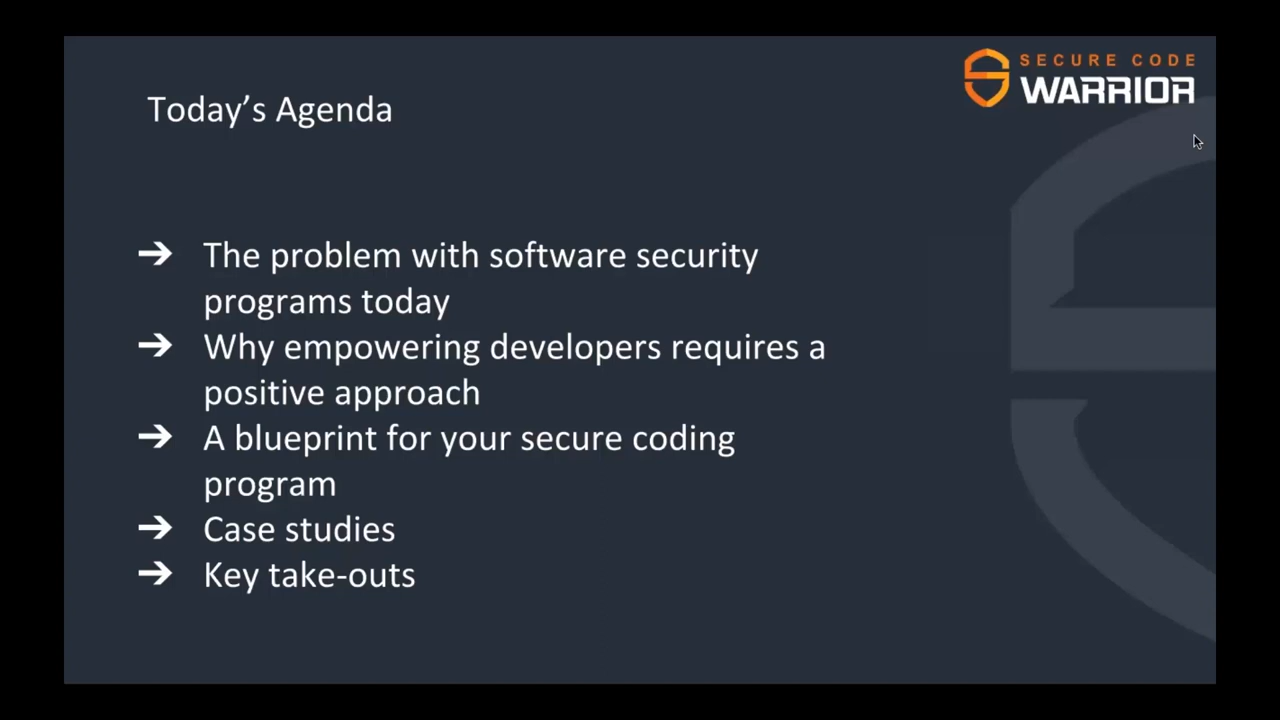 SECURE CODE
WARRIOR
Today’s Agenda
➔ The problem with software security
programs today
➔ Why empowering developers requires a
positive approach
➔ A blueprint for your secure coding
program
➔ Case studies
➔ Key take-outs